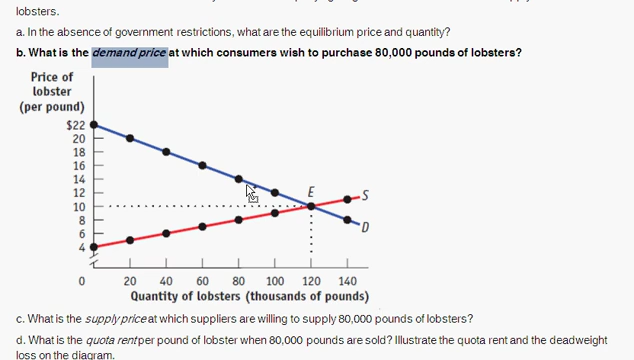 lobsters.
a. In the absence of government restrictions, what are the equilibrium price and quantity?
b. What is the demand price at which consumers wish to purchase 80,000 pounds of lobsters?
Price of
lobster
(per pound)
$22
20
18
16
14
12
10
8
6
4
E
S
D
0 20 40 60 80 100 120 140
Quantity of lobsters (thousands of pounds)
c. What is the supply price at which suppliers are willing to supply 80,000 pounds of lobsters?
d. What is the quota rent per pound of lobster when 80,000 pounds are sold? Illustrate the quota rent and the deadweight
loss on the diagram.